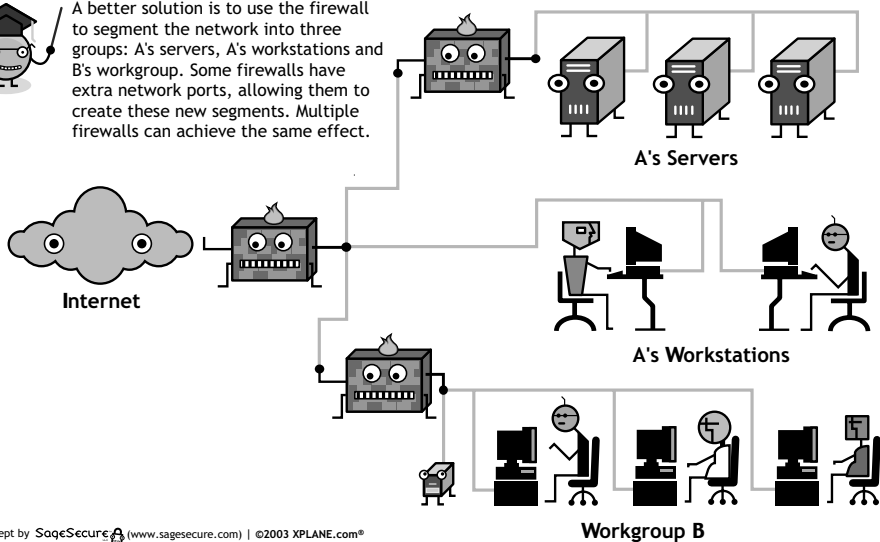 A better solution is to use the firewall
to segment the network into three
groups: A's servers, A's workstations and
B's workgroup. Some firewalls have
extra network ports, allowing them to
create these new segments. Multiple
firewalls can achieve the same effect.
A's Servers
Internet
A's Workstations
Workgroup B
by SageSecure (www.sagesecure.com) | ©2003 XPLANE.com®